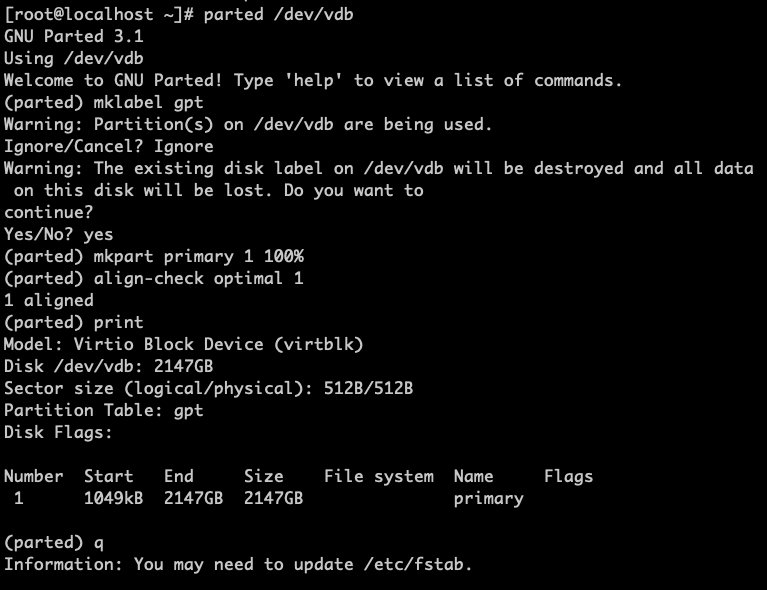 [root@localhost ~]# parted /dev/vdb
GNU Parted 3.1
Using /dev/vdb
Welcome to GNU Parted! Type 'help' to view a list of commands.
(parted) mklabel gpt
Warning: Partition(s) on /dev/vdb are being used.
Ignore/Cancel? Ignore
Warning: The existing disk label on /dev/vdb will be destroyed and all data
 on this disk will be lost. Do you want to
continue?
Yes/No? yes
(parted) mkpart primary 1 100%
(parted) align-check optimal 1
1 aligned
(parted) print
Model: Virtio Block Device (virtblk)
Disk /dev/vdb: 2147GB
Sector size (logical/physical): 512B/512B
Partition Table: gpt
Disk Flags:

Number  Start   End     Size    File system  Name     Flags
 1      1049kB  2147GB  2147GB               primary

(parted) q
Information: You may need to update /etc/fstab.